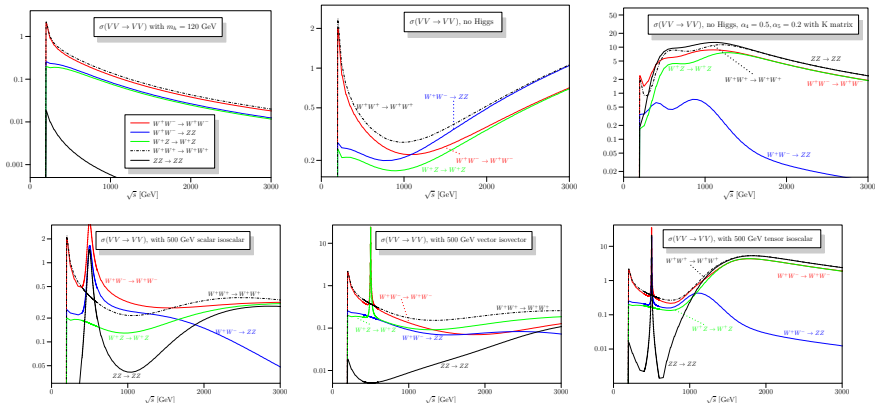 σ(VV → VV) with m_h = 120 GeV
1
0.1
0.01
0.001
W⁺W⁻ → W⁺W⁻
W⁺W⁻ → ZZ
W⁺Z → W⁺Z
W⁺W⁺ → W⁺W⁺
ZZ → ZZ
0
1000
2000
3000
√s [GeV]
σ(VV → VV), no Higgs
2
1
0.5
0.2
W⁺W⁺ → W⁺W⁺
W⁺W⁻ → ZZ
W⁺W⁻ → W⁺W⁻
W⁺Z → W⁺Z
0
1000
2000
3000
√s [GeV]
σ(VV → VV), no Higgs, α₄ = 0.5, α₅ = 0.2 with K matrix
50
20
10
5
2
1
0.5
0.2
0.1
0.05
0.02
ZZ → ZZ
W⁺Z → W⁺Z
W⁺W⁻ → W⁺W
W⁺W⁺ → W⁺W⁺
W⁺W⁻ → ZZ
0
1000
2000
3000
√s [GeV]
σ(VV → VV), with 500 GeV scalar isoscalar
2
1
0.5
0.2
0.1
0.05
W⁺W⁻ → W⁺W⁻
W⁺W⁺ → W⁺W⁺
W⁺W⁻ → ZZ
W⁺Z → W⁺Z
ZZ → ZZ
0
1000
2000
3000
√s [GeV]
σ(VV → VV), with 500 GeV vector isovector
10
1
0.1
0.01
W⁺W⁻ → W⁺W⁻
W⁺W⁺ → W⁺W⁺
W⁺Z → W⁺Z
W⁺W⁻ → ZZ
ZZ → ZZ
0
1000
2000
3000
√s [GeV]
σ(VV → VV), with 500 GeV tensor isoscalar
10
1
0.1
0.01
W⁺W⁺ → W⁺W⁺
W⁺W⁻ → W⁺W⁻
W⁺Z → W⁺Z
W⁺W⁻ → ZZ
ZZ → ZZ
0
1000
2000
3000
√s [GeV]